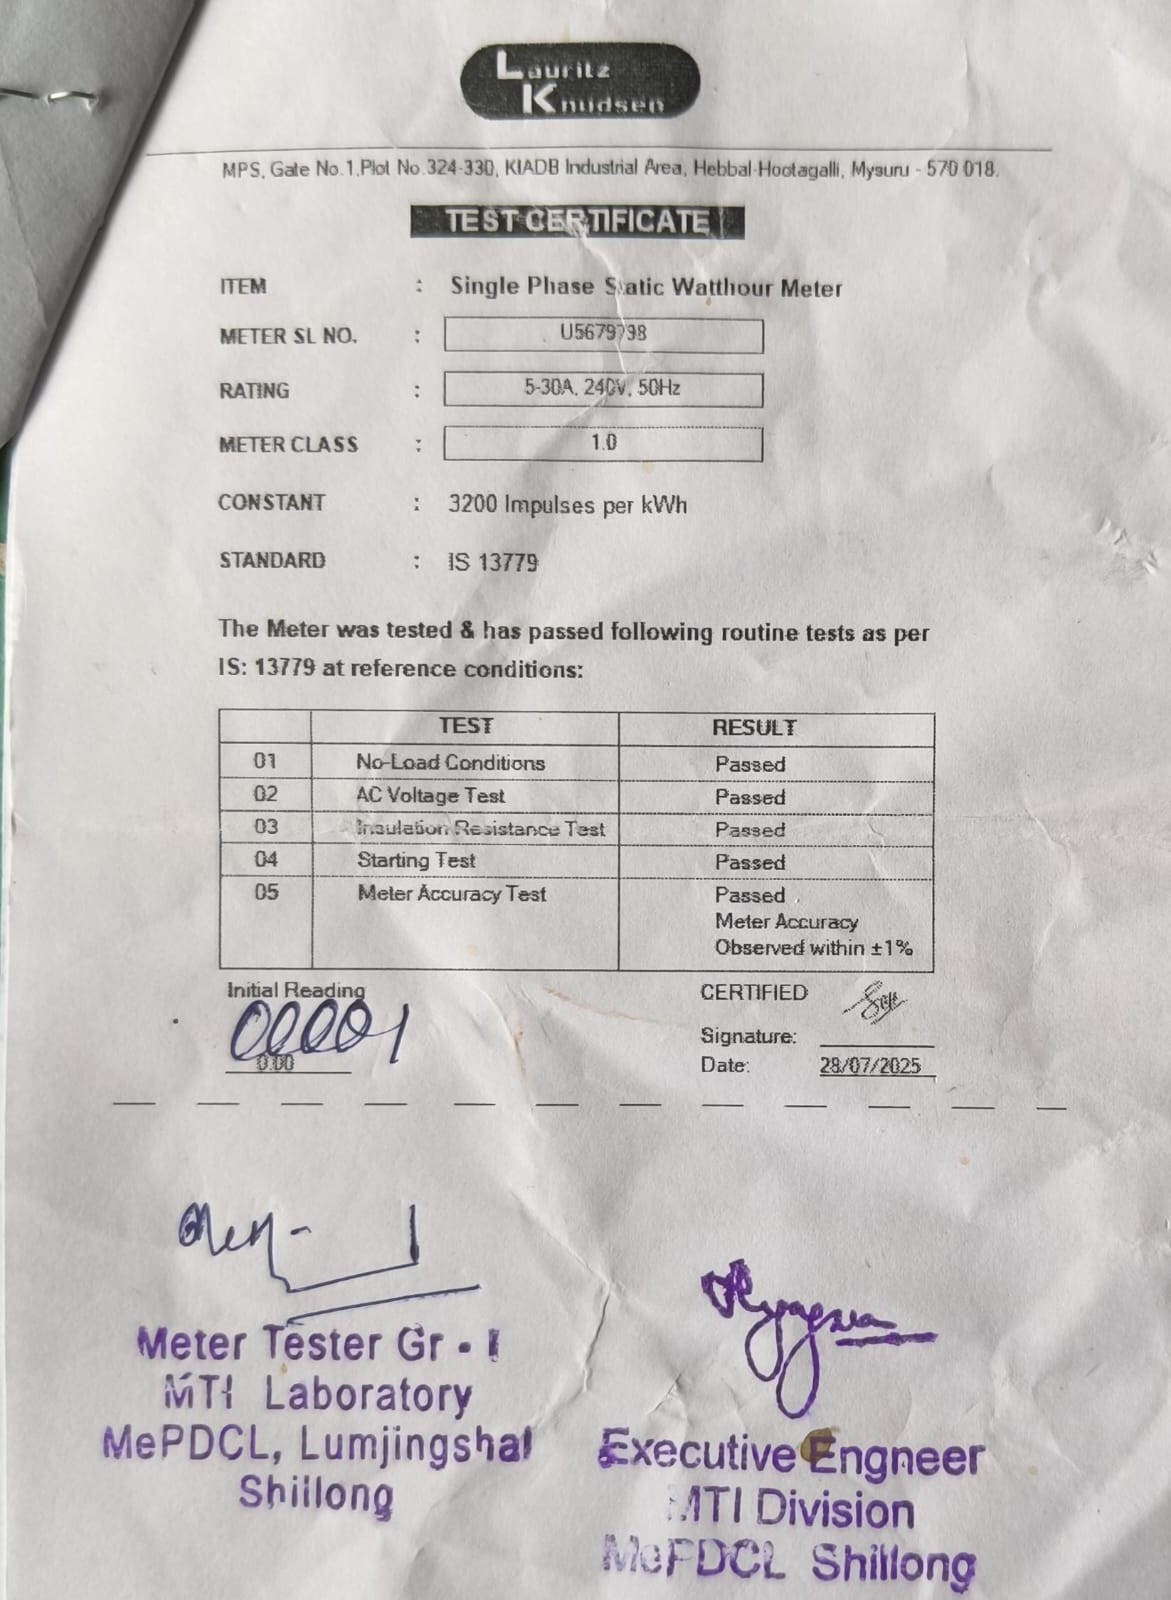 Lauritz
Knudsen
MPS, Gate No.1,Plot No.324-330, KIADB Industrial Area, Hebbal-Hootagalli, Mysuru - 570 018.
TEST CERTIFICATE
ITEM : Single Phase Static Watthour Meter
METER SL NO. : U5679798
RATING : 5-30A, 240V, 50Hz
METER CLASS : 1.0
CONSTANT : 3200 Impulses per kWh
STANDARD : IS 13779
The Meter was tested & has passed following routine tests as per
IS: 13779 at reference conditions:
TEST RESULT
01 No-Load Conditions Passed
02 AC Voltage Test Passed
03 Insulation Resistance Test Passed
04 Starting Test Passed
05 Meter Accuracy Test Passed
Meter Accuracy
Observed within ±1%
Initial Reading CERTIFIED
00001
0.00
Signature:
Date: 28/07/2025
Meter Tester Gr - I
MTI Laboratory
MePDCL, Lumjingshai
Shillong
Executive Engneer
MTI Division
MePDCL Shillong